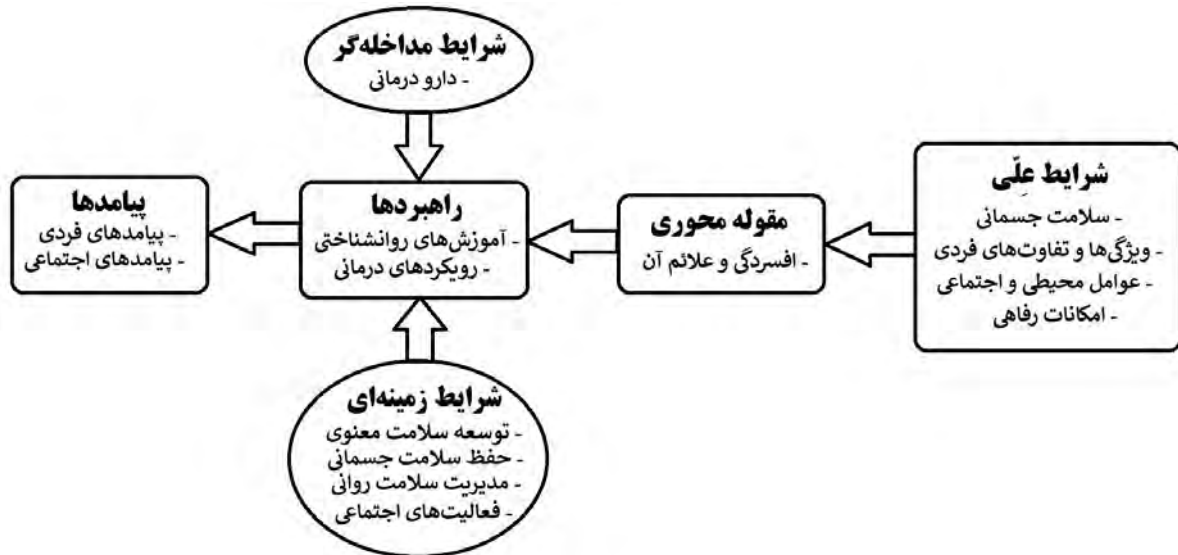 شرایط مداخله‌گر
- دارو درمانی
شرایط علِّی
- سلامت جسمانی
- ویژگی‌ها و تفاوت‌های فردی
- عوامل محیطی و اجتماعی
- امکانات رفاهی
مقوله محوری
- افسردگی و علائم آن
راهبردها
- آموزش‌های روانشناختی
- رویکردهای درمانی
پیامدها
- پیامدهای فردی
- پیامدهای اجتماعی
شرایط زمینه‌ای
- توسعه سلامت معنوی
- حفظ سلامت جسمانی
- مدیریت سلامت روانی
- فعالیت‌های اجتماعی